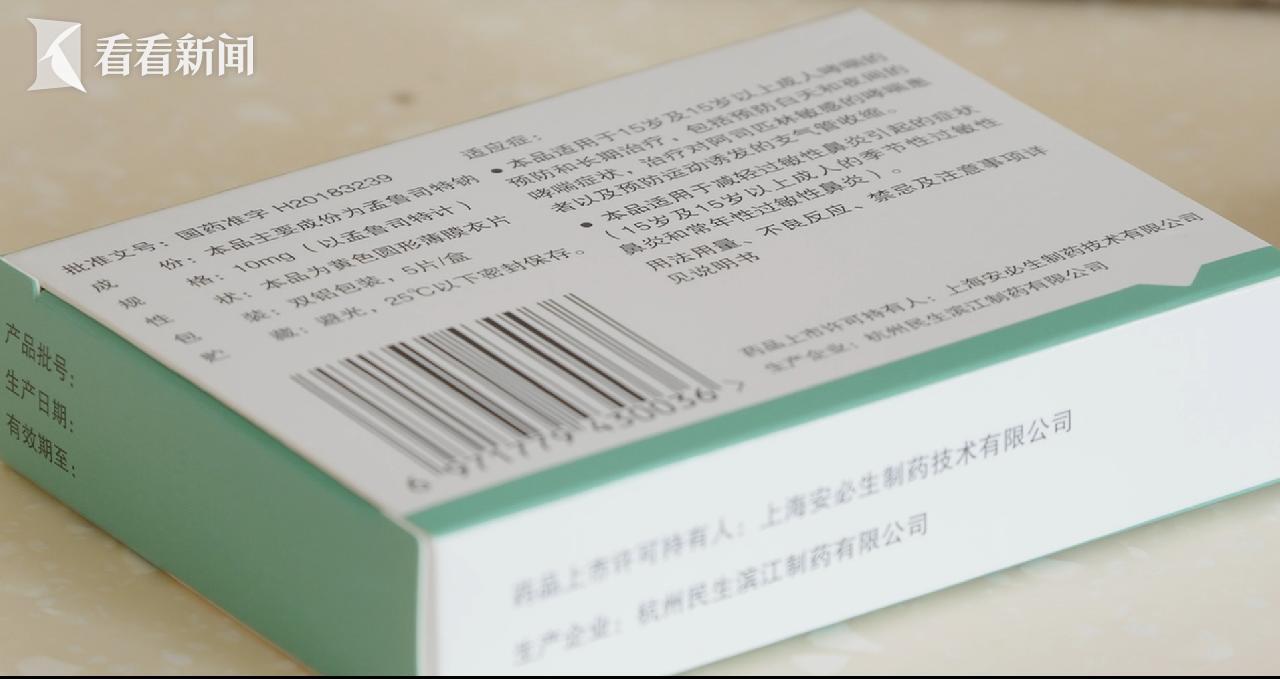 看看新闻
批准文号：国药准字 H20183239
成　　份：本品主要成份为孟鲁司特钠
规　　格：10mg（以孟鲁司特计）
性　　状：本品为黄色圆形薄膜衣片
包　　装：双铝包装，5片/盒
贮　　藏：避光，25℃以下密封保存。
适应症：
●本品适用于15岁及15岁以上成人哮喘的
预防和长期治疗，包括预防白天和夜间的
哮喘症状，治疗对阿司匹林敏感的哮喘患
者以及预防运动诱发的支气管收缩。
●本品适用于减轻过敏性鼻炎引起的症状
（15岁及15岁以上成人的季节性过敏性
鼻炎和常年性过敏性鼻炎）。
用法用量、不良反应、禁忌及注意事项详
见说明书
6 971779 430036 >
药品上市许可持有人：上海安必生制药技术有限公司
生产企业：杭州民生滨江制药有限公司
产品批号：
生产日期：
有效期至：
药品上市许可持有人：上海安必生制药技术有限公司
生产企业：杭州民生滨江制药有限公司